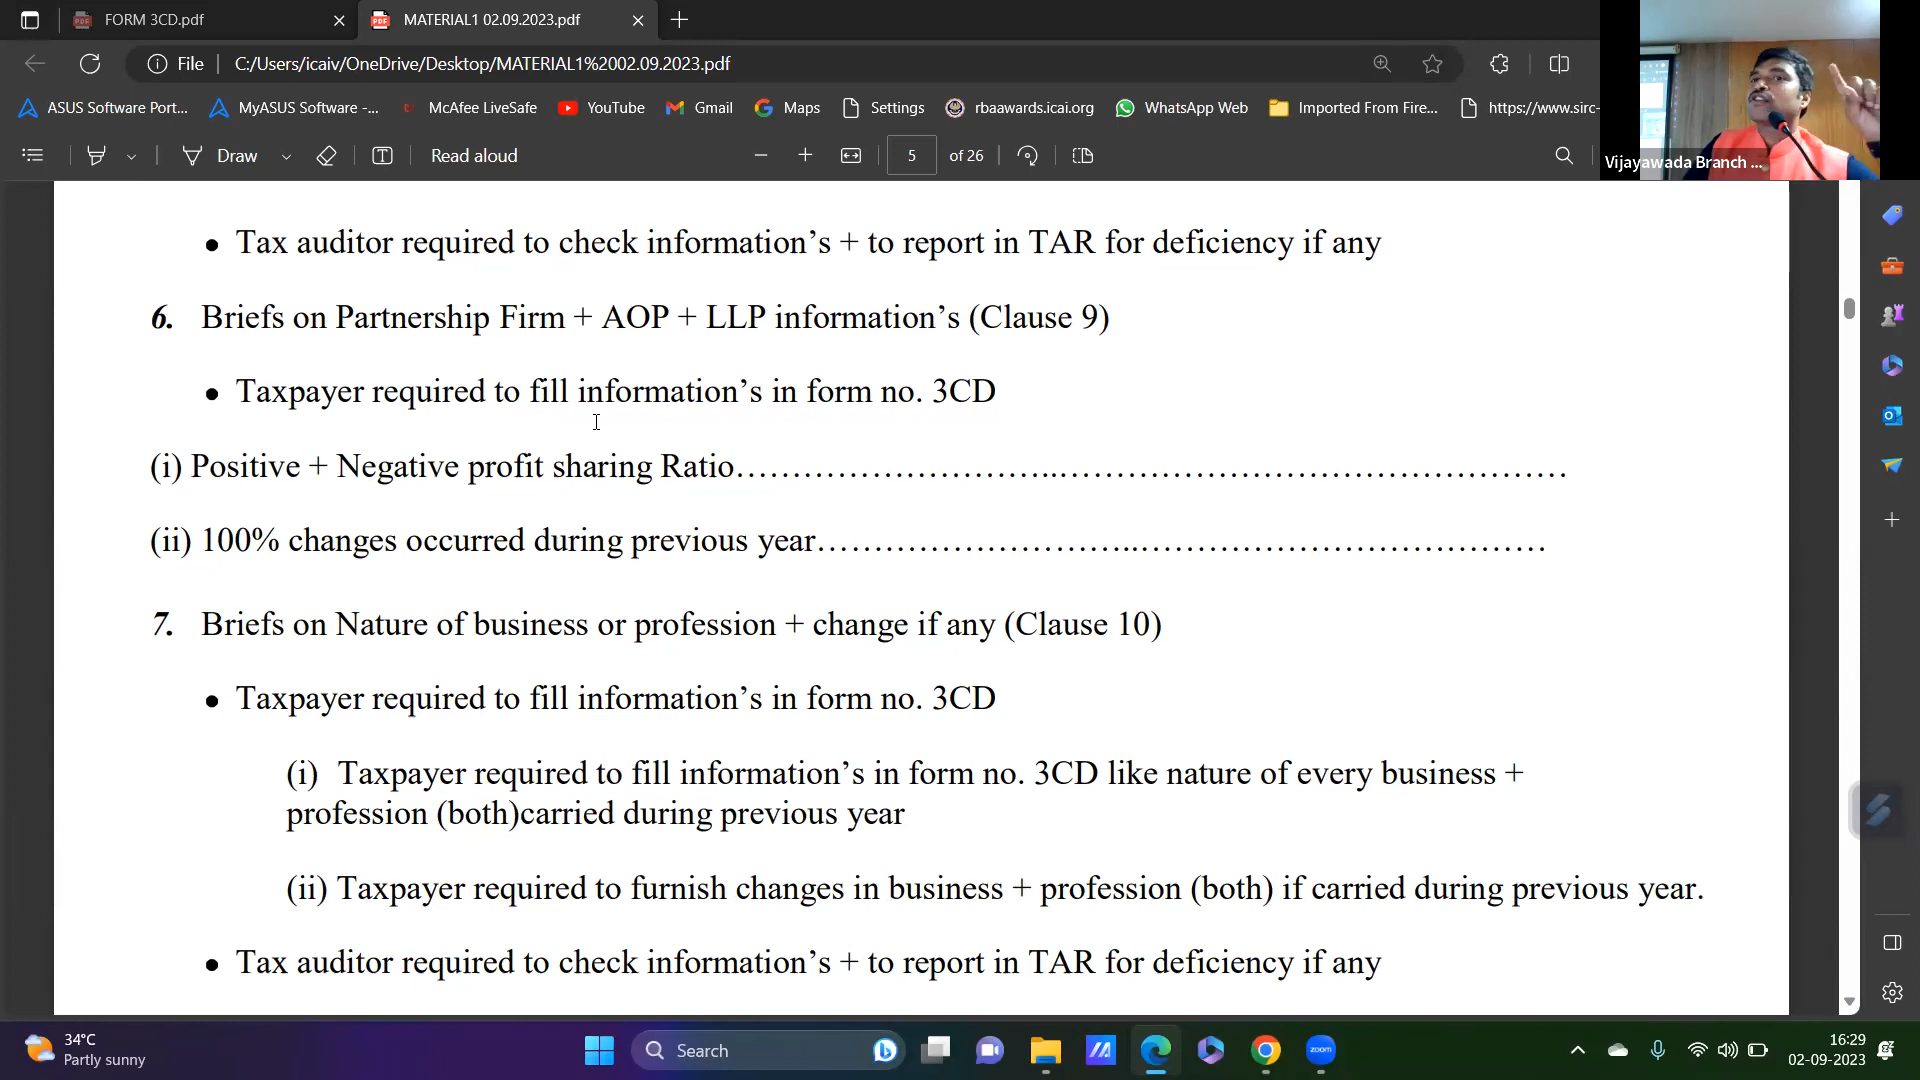 FORM 3CD.pdf
MATERIAL1 02.09.2023.pdf
File
C:/Users/icaiv/OneDrive/Desktop/MATERIAL1%2002.09.2023.pdf
ASUS Software Port...
MyASUS Software -...
McAfee LiveSafe
YouTube
Gmail
Maps
Settings
rbaawards.icai.org
WhatsApp Web
Imported From Fire...
https://www.sirc-
Draw
Read aloud
5
of 26
Vijayawada Branch ...
• Tax auditor required to check information’s + to report in TAR for deficiency if any
6. Briefs on Partnership Firm + AOP + LLP information’s (Clause 9)
• Taxpayer required to fill information’s in form no. 3CD
(i) Positive + Negative profit sharing Ratio………………………..………………………………………
(ii) 100% changes occurred during previous year………………………..………………………………
7. Briefs on Nature of business or profession + change if any (Clause 10)
• Taxpayer required to fill information’s in form no. 3CD
(i) Taxpayer required to fill information’s in form no. 3CD like nature of every business +
profession (both)carried during previous year
(ii) Taxpayer required to furnish changes in business + profession (both) if carried during previous year.
• Tax auditor required to check information’s + to report in TAR for deficiency if any
34°C
Partly sunny
Search
zoom
16:29
02-09-2023